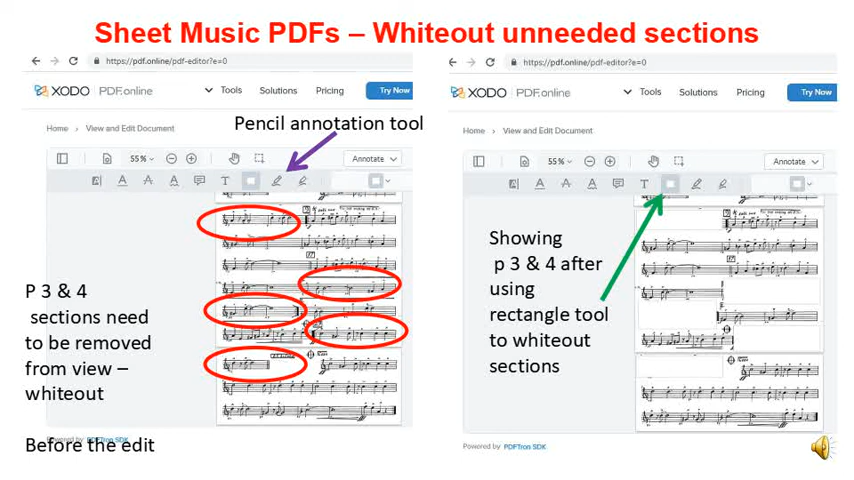 Sheet Music PDFs – Whiteout unneeded sections
https://pdf.online/pdf-editor?e=0
XODO PDF.online
Tools Solutions Pricing Try Now
Home > View and Edit Document
Pencil annotation tool
55%
Annotate
T
P 3 & 4
sections need
to be removed
from view –
whiteout
Before the edit
Powered by PDFTron SDK
https://pdf.online/pdf-editor?e=0
XODO PDF.online
Tools Solutions Pricing Try Now
Home > View and Edit Document
55%
Annotate
T
Showing
p 3 & 4 after
using
rectangle tool
to whiteout
sections
Powered by PDFTron SDK